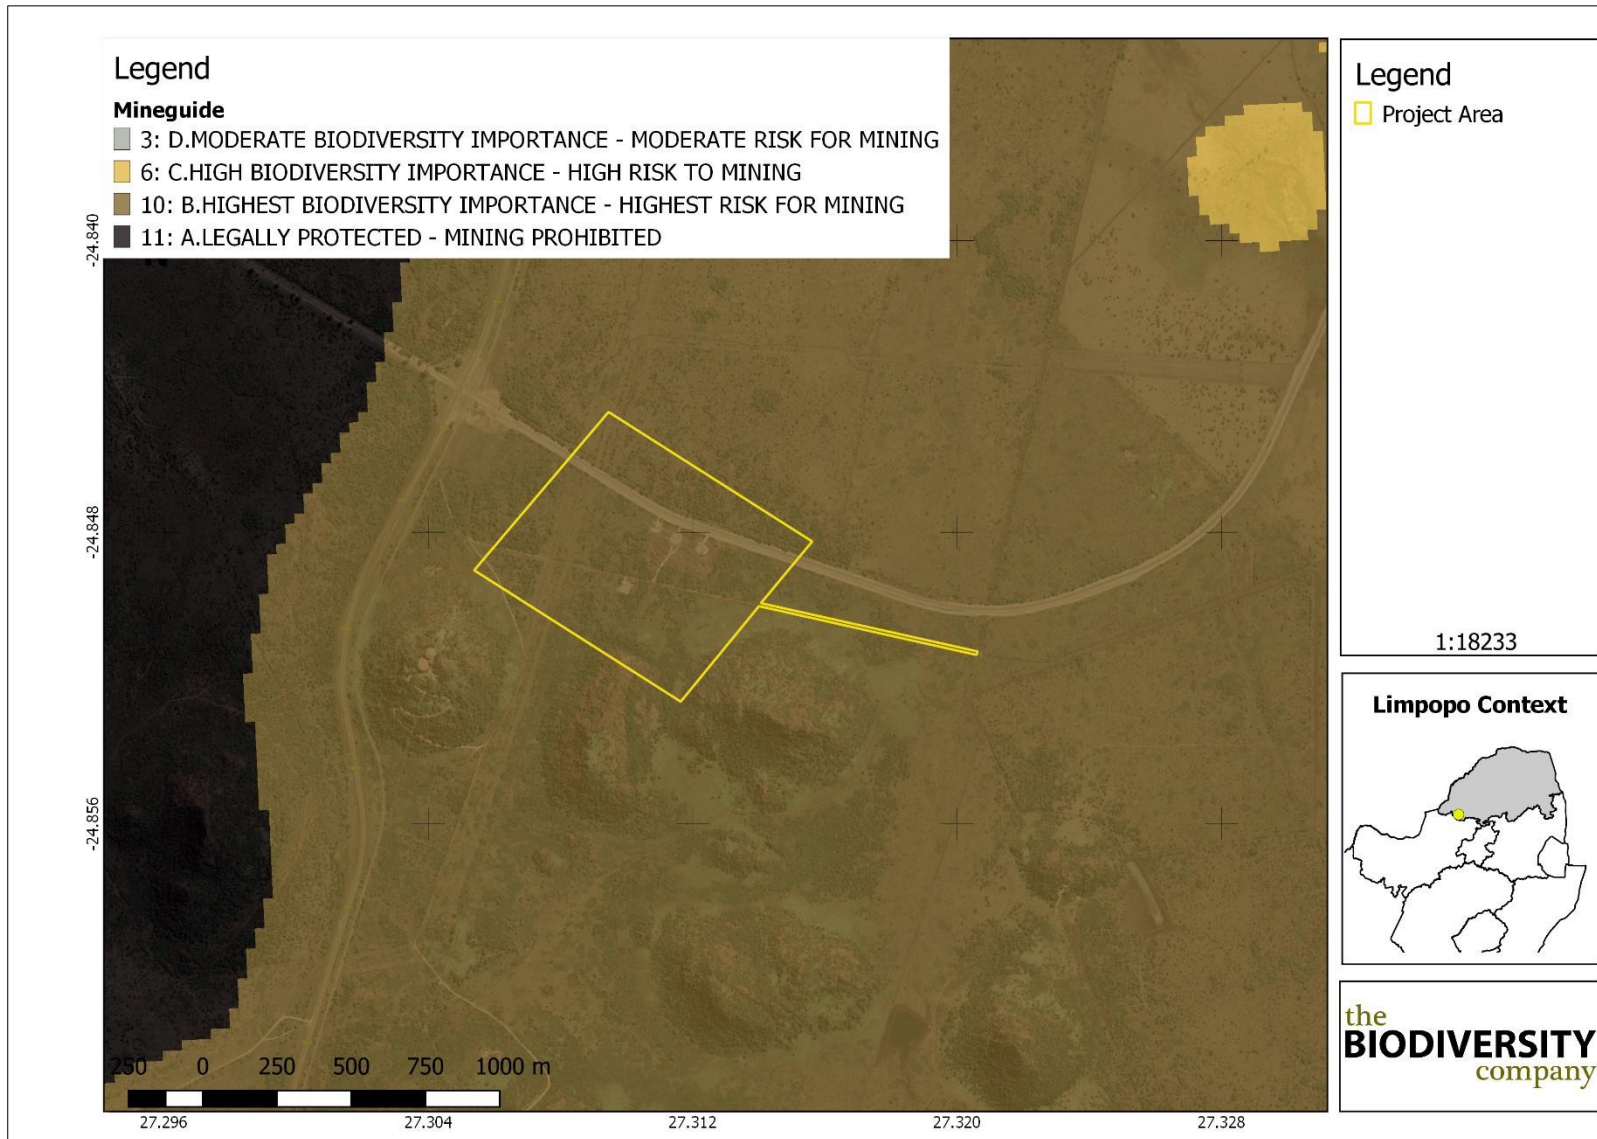 Legend
Mineguide
3: D.MODERATE BIODIVERSITY IMPORTANCE - MODERATE RISK FOR MINING
6: C.HIGH BIODIVERSITY IMPORTANCE - HIGH RISK TO MINING
10: B.HIGHEST BIODIVERSITY IMPORTANCE - HIGHEST RISK FOR MINING
11: A.LEGALLY PROTECTED - MINING PROHIBITED
Legend
Project Area
1:18233
Limpopo Context
the
BIODIVERSITY
company
-24.840
-24.848
-24.856
250 0 250 500 750 1000 m
27.296 27.304 27.312 27.320 27.328